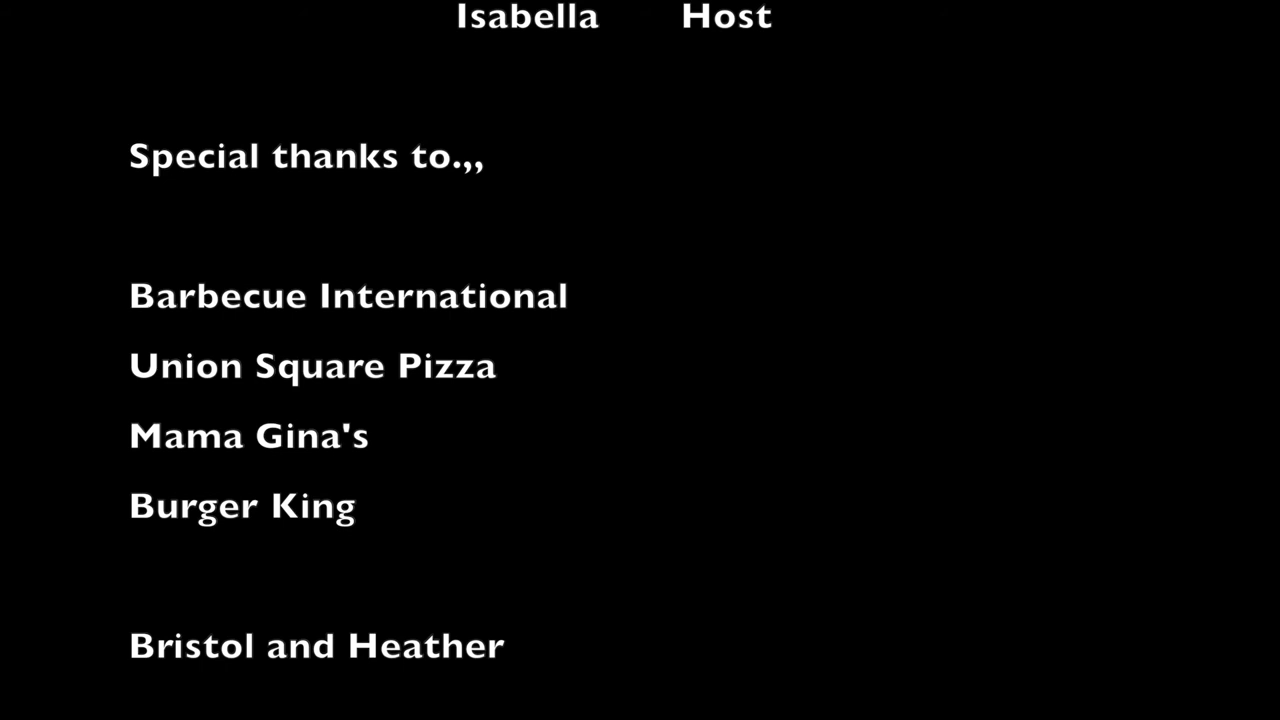 Isabella Host
Special thanks to.,,
Barbecue International
Union Square Pizza
Mama Gina's
Burger King
Bristol and Heather